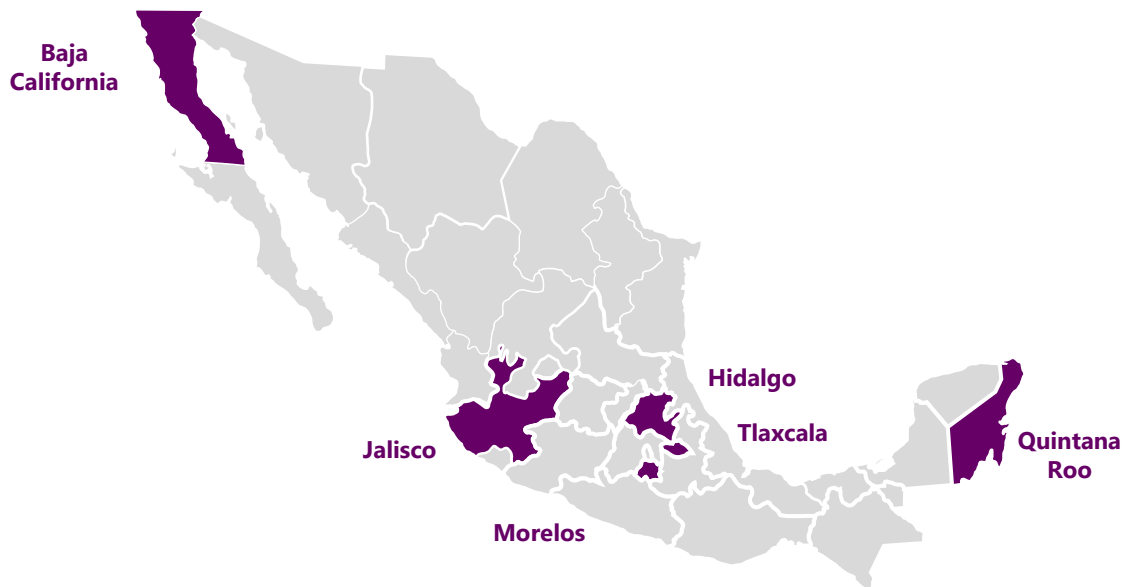 Baja
California
Hidalgo
Tlaxcala
Jalisco
Quintana
Roo
Morelos